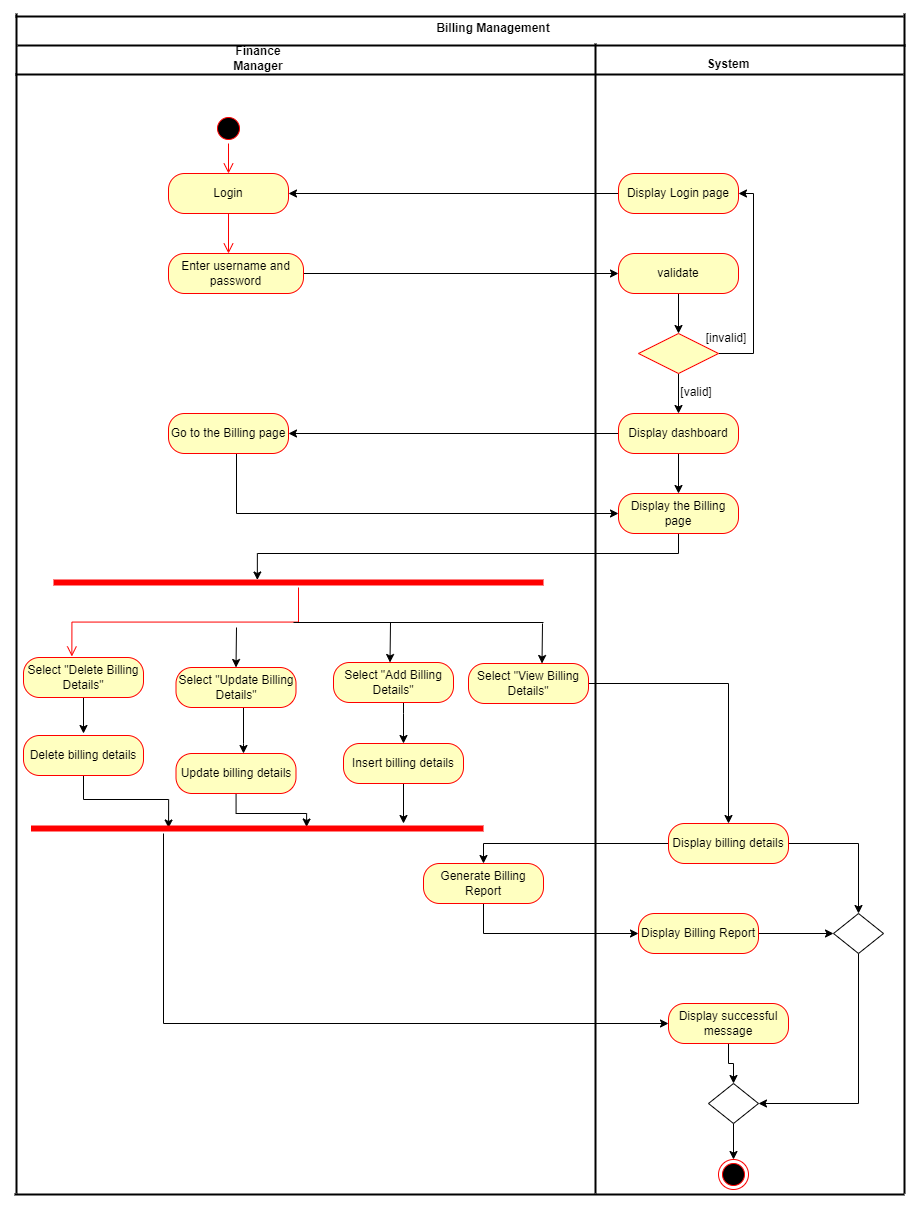 Billing Management
Finance
Manager
System
Login
Display Login page
Enter username and
password
validate
[invalid]
[valid]
Go to the Billing page
Display dashboard
Display the Billing
page
Select "Delete Billing
Details"
Select "Update Billing
Details"
Select "Add Billing
Details"
Select "View Billing
Details"
Delete billing details
Update billing details
Insert billing details
Display billing details
Generate Billing
Report
Display Billing Report
Display successful
message